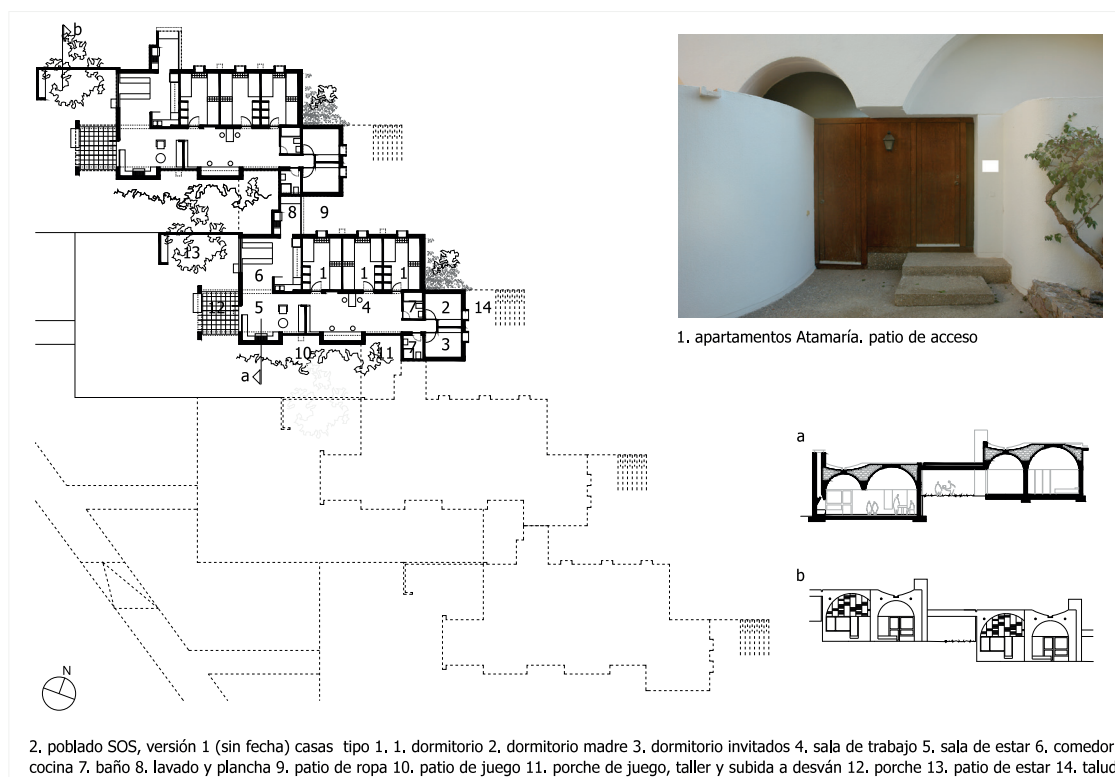 b
8 9
13
6 1 1 1
12 5 4 7 2 14
10 11 7 3
a
N
1. apartamentos Atamaría. patio de acceso
a
b
2. poblado SOS, versión 1 (sin fecha) casas tipo 1. 1. dormitorio 2. dormitorio madre 3. dormitorio invitados 4. sala de trabajo 5. sala de estar 6. comedor
cocina 7. baño 8. lavado y plancha 9. patio de ropa 10. patio de juego 11. porche de juego, taller y subida a desván 12. porche 13. patio de estar 14. talud